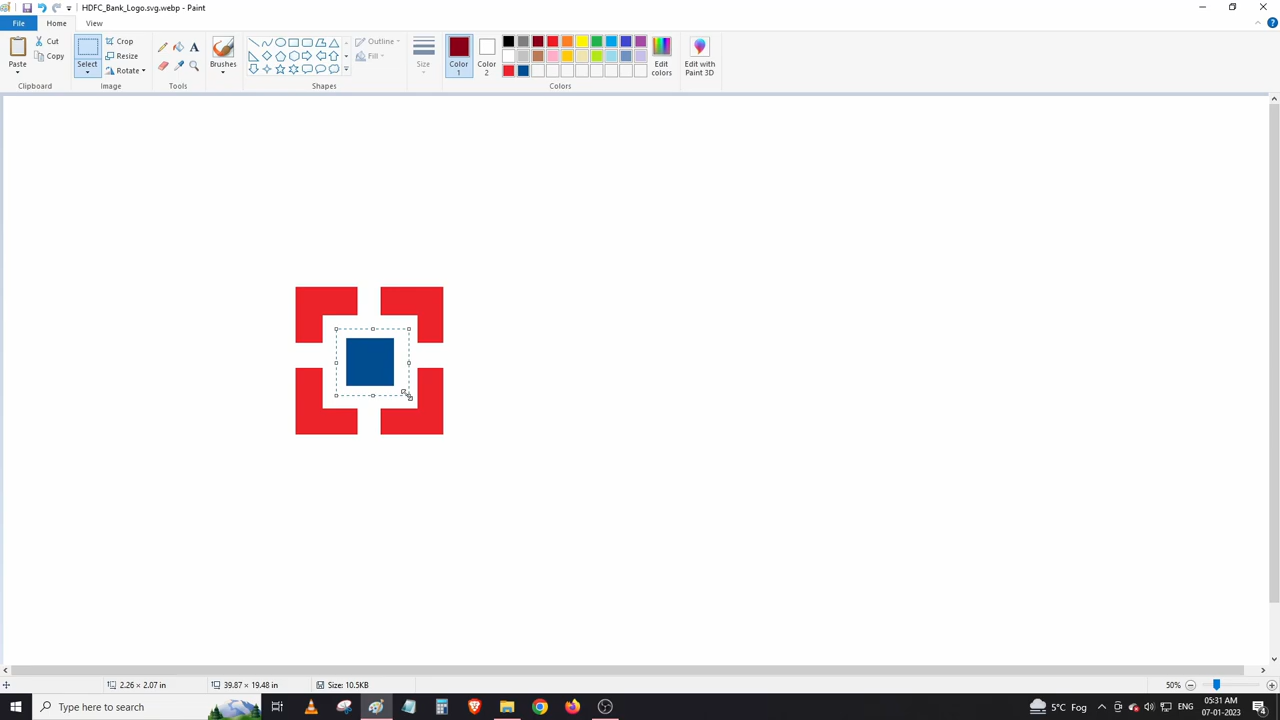 HDFC_Bank_Logo.svg.webp - Paint
File Home View
Paste Cut Copy Clipboard
Select Crop Resize Rotate Image
Tools
Brushes
Outline Fill Shapes
Size
Color 1 Color 2 Edit colors Colors
Edit with Paint 3D
2.26 × 2.07 in 39.87 × 19.48 in Size: 10.5KB 50%
Type here to search 5°C Fog ENG IN 05:31 AM 07-01-2023 4